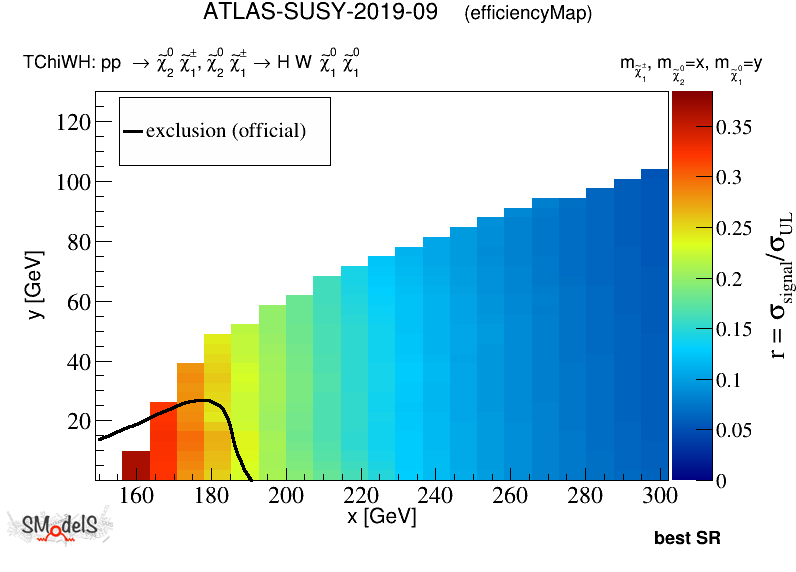 ATLAS-SUSY-2019-09 (efficiencyMap)
TChiWH: pp → χ̃⁰₂ χ̃±₁, χ̃⁰₂ χ̃±₁ → H W χ̃⁰₁ χ̃⁰₁
m_χ̃±₁, m_χ̃⁰₂=x, m_χ̃⁰₁=y
exclusion (official)
120
100
80
60
40
20
y [GeV]
160 180 200 220 240 260 280 300
x [GeV]
0.35
0.3
0.25
0.2
0.15
0.1
0.05
0
r = σ_signal/σ_UL
SModelS
best SR